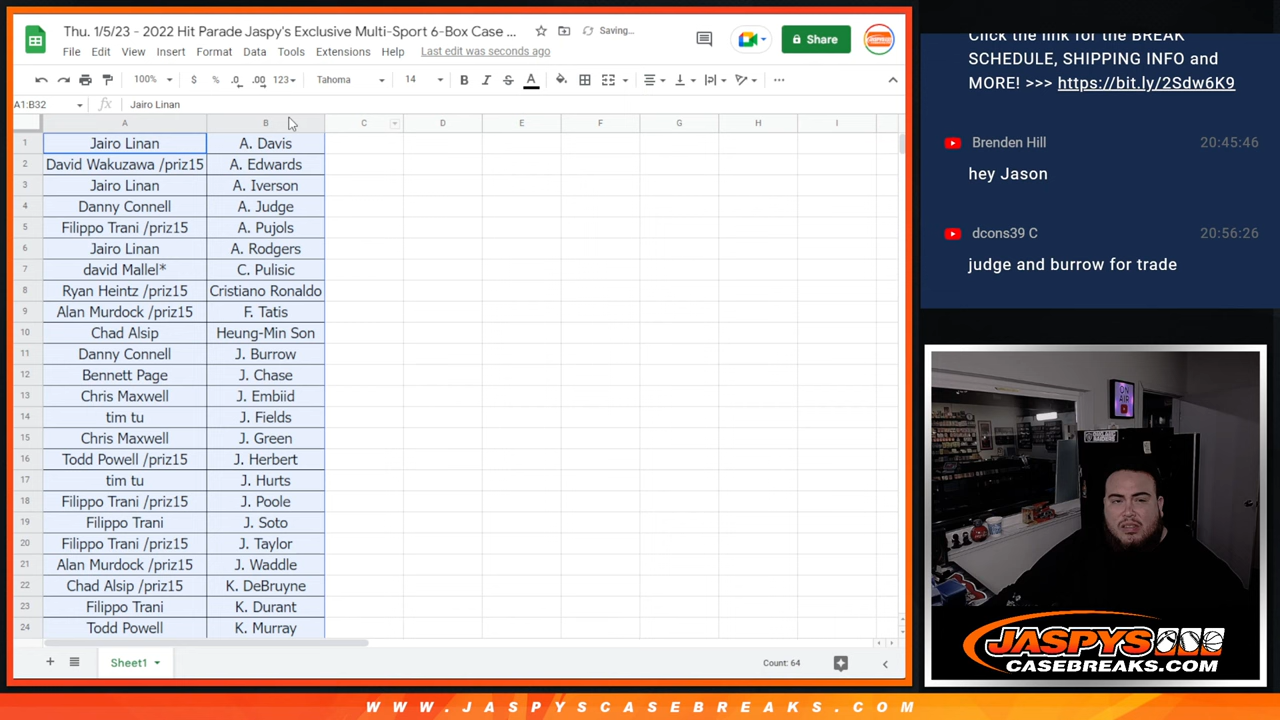 Thu. 1/5/23 - 2022 Hit Parade Jaspy's Exclusive Multi-Sport 6-Box Case ...
Saving...
Share
File Edit View Insert Format Data Tools Extensions Help Last edit was seconds ago
100% $ % .0 .00 123 Tahoma 14 B I S A
A1:B32 fx Jairo Linan
A B C D E F G H I
1 Jairo Linan A. Davis
2 David Wakuzawa /priz15 A. Edwards
3 Jairo Linan A. Iverson
4 Danny Connell A. Judge
5 Filippo Trani /priz15 A. Pujols
6 Jairo Linan A. Rodgers
7 david Mallel* C. Pulisic
8 Ryan Heintz /priz15 Cristiano Ronaldo
9 Alan Murdock /priz15 F. Tatis
10 Chad Alsip Heung-Min Son
11 Danny Connell J. Burrow
12 Bennett Page J. Chase
13 Chris Maxwell J. Embiid
14 tim tu J. Fields
15 Chris Maxwell J. Green
16 Todd Powell /priz15 J. Herbert
17 tim tu J. Hurts
18 Filippo Trani /priz15 J. Poole
19 Filippo Trani J. Soto
20 Filippo Trani /priz15 J. Taylor
21 Alan Murdock /priz15 J. Waddle
22 Chad Alsip /priz15 K. DeBruyne
23 Filippo Trani K. Durant
24 Todd Powell K. Murray
Sheet1
Count: 64
Click the link for the BREAK
SCHEDULE, SHIPPING INFO and
MORE! >>> https://bit.ly/2Sdw6K9
Brenden Hill 20:45:46
hey Jason
dcons39 C 20:56:26
judge and burrow for trade
ON
AIR
JASPYS
CASEBREAKS.COM
WWW.JASPYSCASEBREAKS.COM